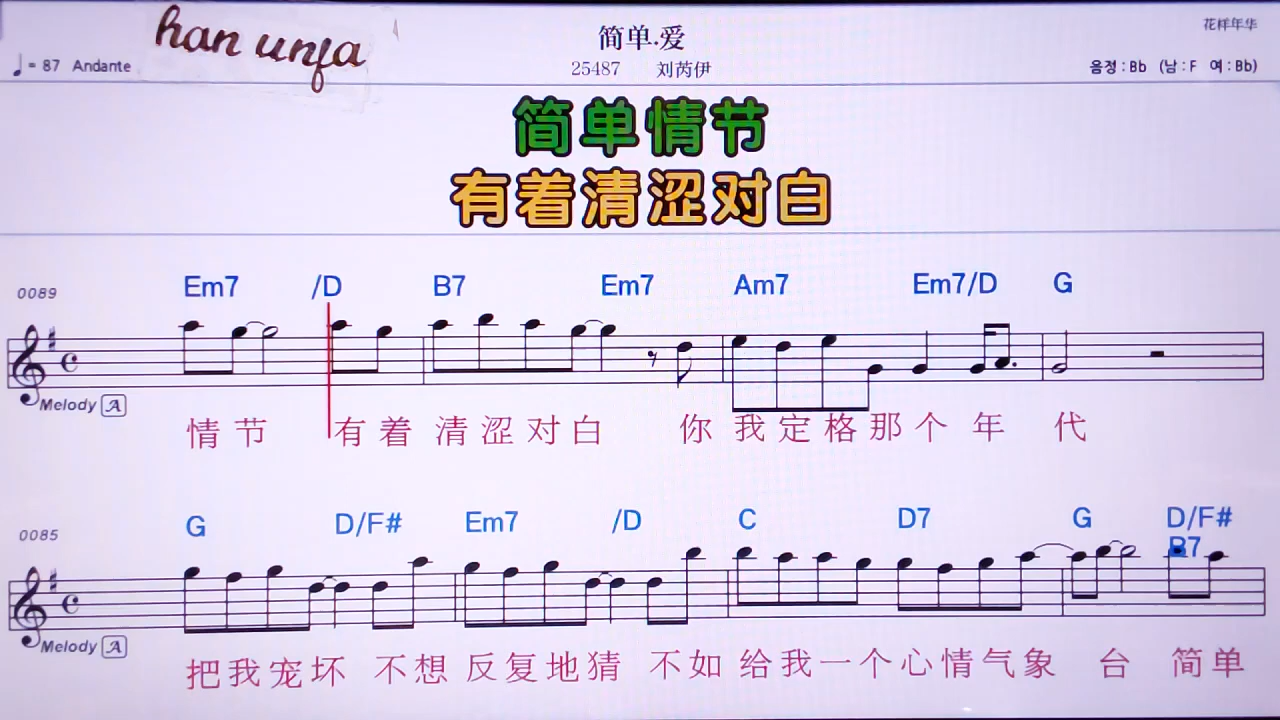 han unfa
简单.爱
花样年华
♩= 87 Andante
25487 刘芮伊
음정 : Bb (남 : F 여 : Bb)
简单情节
有着清涩对白
Em7 /D B7 Em7 Am7 Em7/D G
0089
Melody A
情节 有着 清涩对白 你 我定格那个 年 代
G D/F# Em7 /D C D7 G D/F#
B7
0085
Melody A
把我宠坏 不想 反复地猜 不如 给我一个心情气象 台 简单